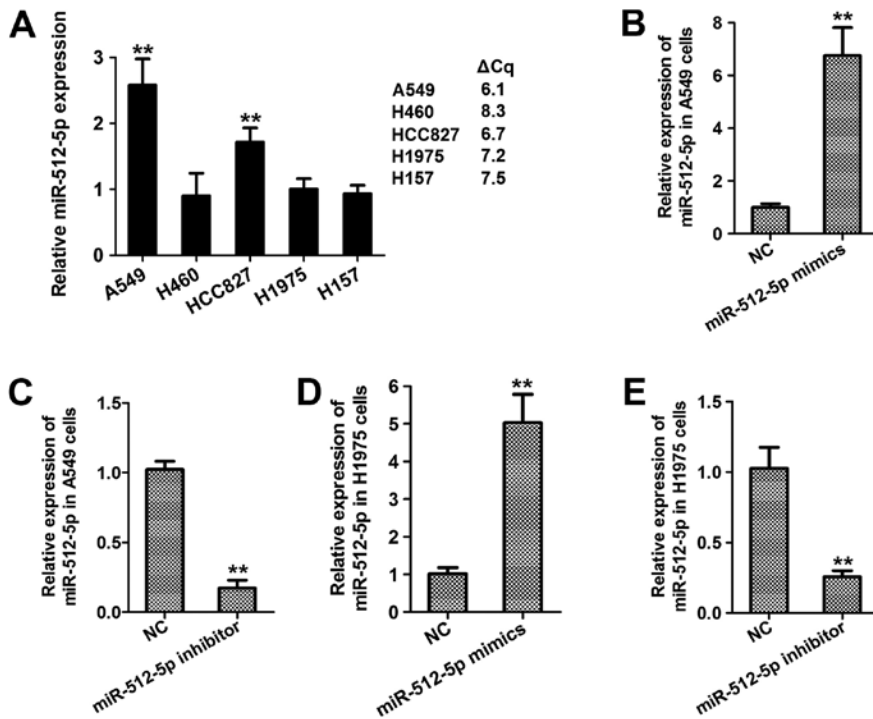 A
Relative miR-512-5p expression
3
2
1
0
**
**
A549
H460
HCC827
H1975
H157
ΔCq
A549 6.1
H460 8.3
HCC827 6.7
H1975 7.2
H157 7.5
B
Relative expression of
miR-512-5p in A549 cells
8
6
4
2
0
**
NC
miR-512-5p mimics
C
Relative expression of
miR-512-5p in A549 cells
1.5
1.0
0.5
0.0
**
NC
miR-512-5p inhibitor
D
Relative expression of
miR-512-5p in H1975 cells
6
5
4
3
2
1
0
**
NC
miR-512-5p mimics
E
Relative expression of
miR-512-5p in H1975 cells
1.5
1.0
0.5
0.0
**
NC
miR-512-5p inhibitor